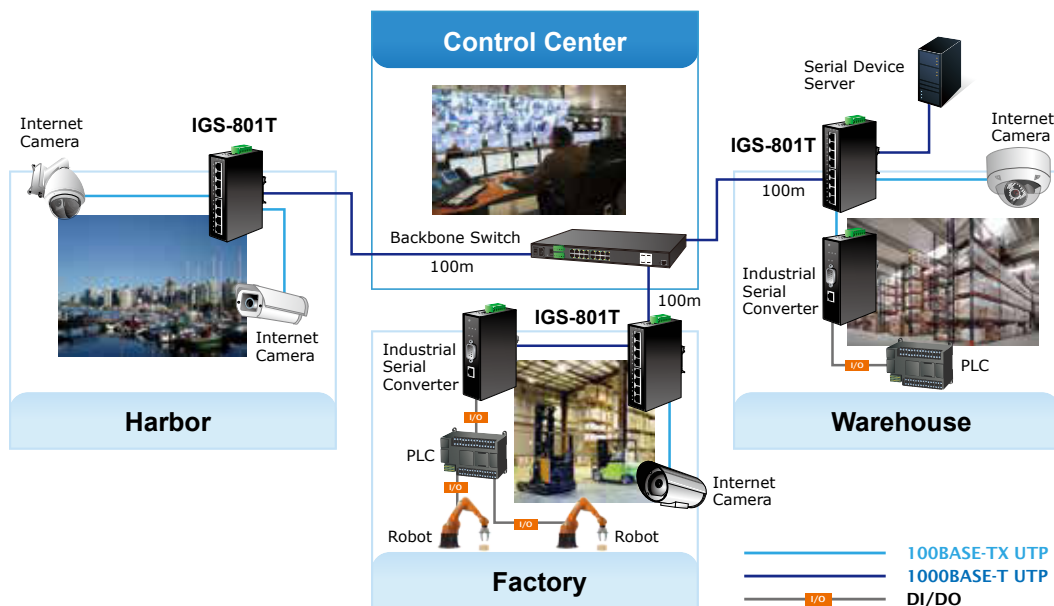 Control Center
Serial Device
Server
Internet
Camera
IGS-801T
IGS-801T
Internet
Camera
100m
Backbone Switch
100m
100m
Industrial
Serial
Converter
IGS-801T
Internet
Camera
Industrial
Serial
Converter
I/O
PLC
Harbor
Warehouse
I/O
PLC
I/O
Internet
Camera
I/O
Robot
Robot
Factory
100BASE-TX UTP
1000BASE-T UTP
I/O
DI/DO